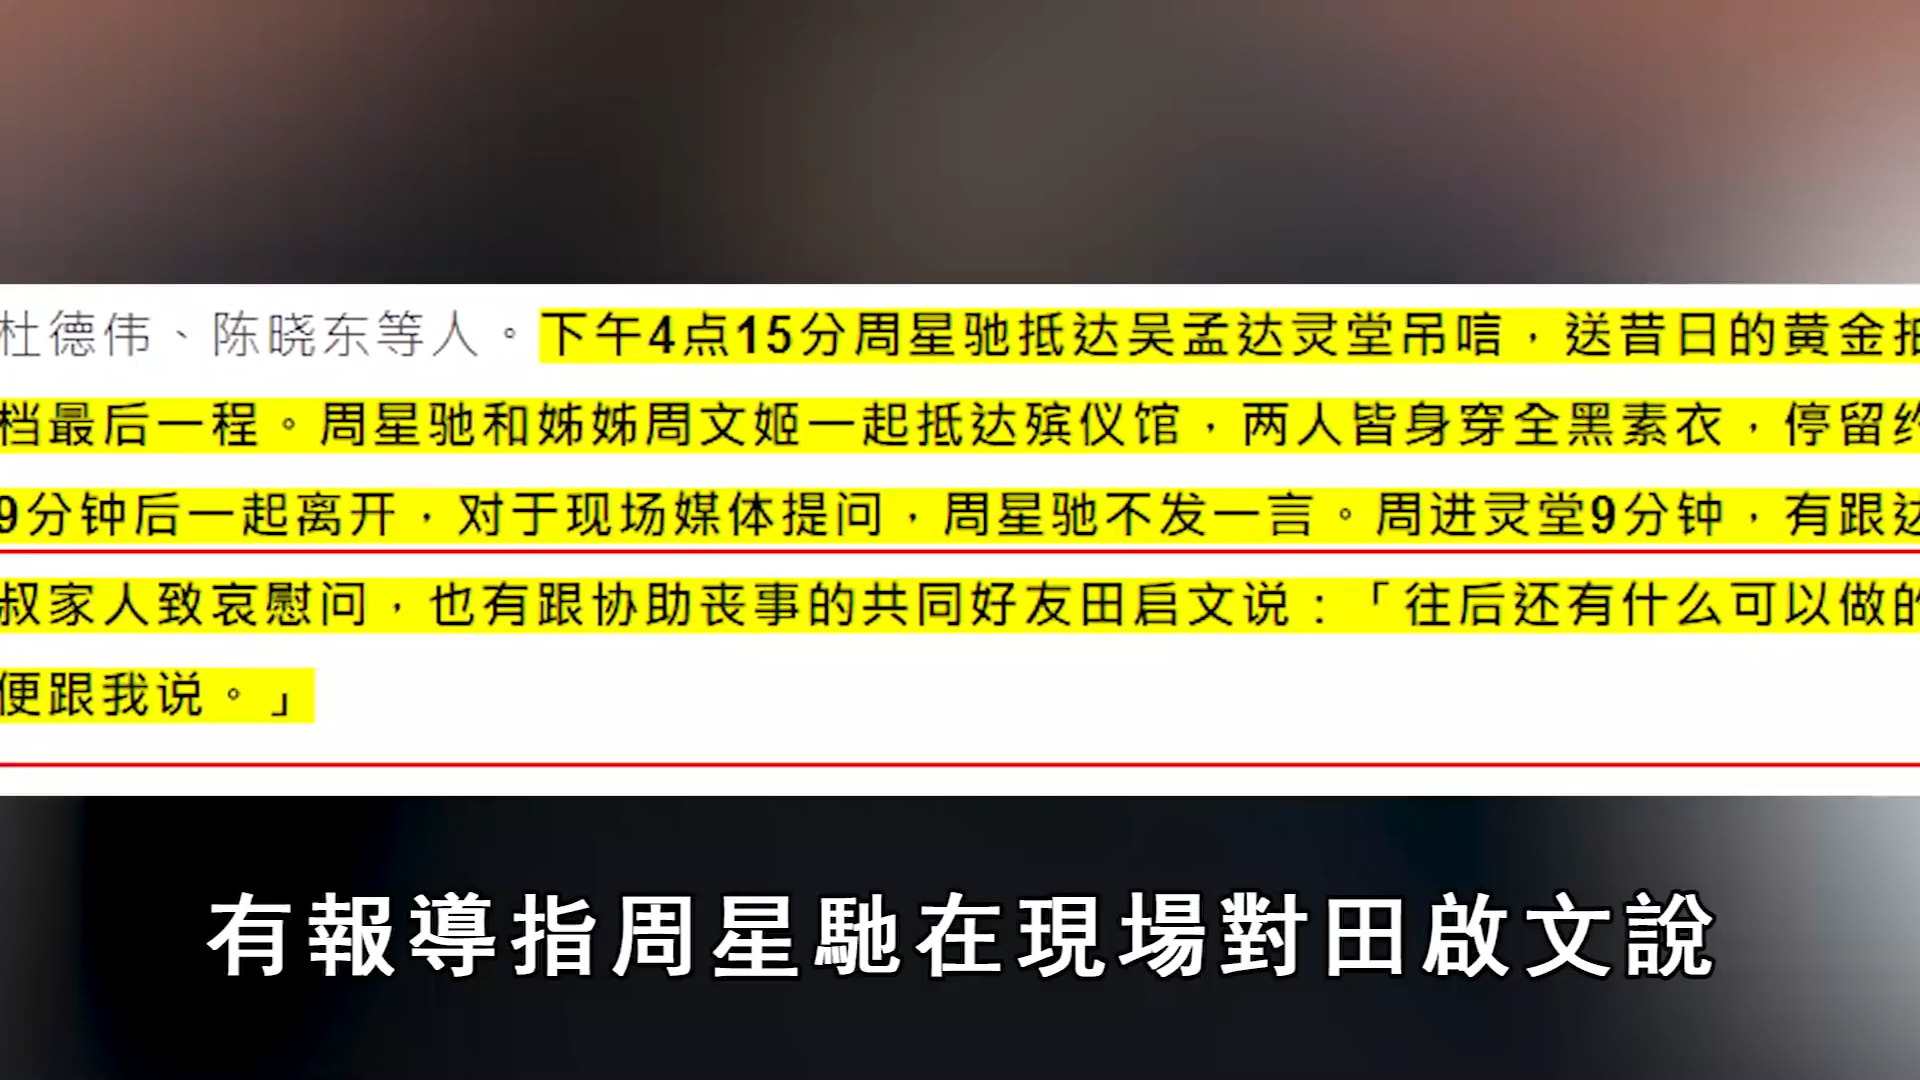 杜德伟、陈晓东等人。下午4点15分周星驰抵达吴孟达灵堂吊唁，送昔日的黄金拍
档最后一程。周星驰和姊姊周文姬一起抵达殡仪馆，两人皆身穿全黑素衣，停留约
9分钟后一起离开，对于现场媒体提问，周星驰不发一言。周进灵堂9分钟，有跟达
叔家人致哀慰问，也有跟协助丧事的共同好友田启文说：「往后还有什么可以做的
便跟我说。」
有報導指周星馳在現場對田啟文說